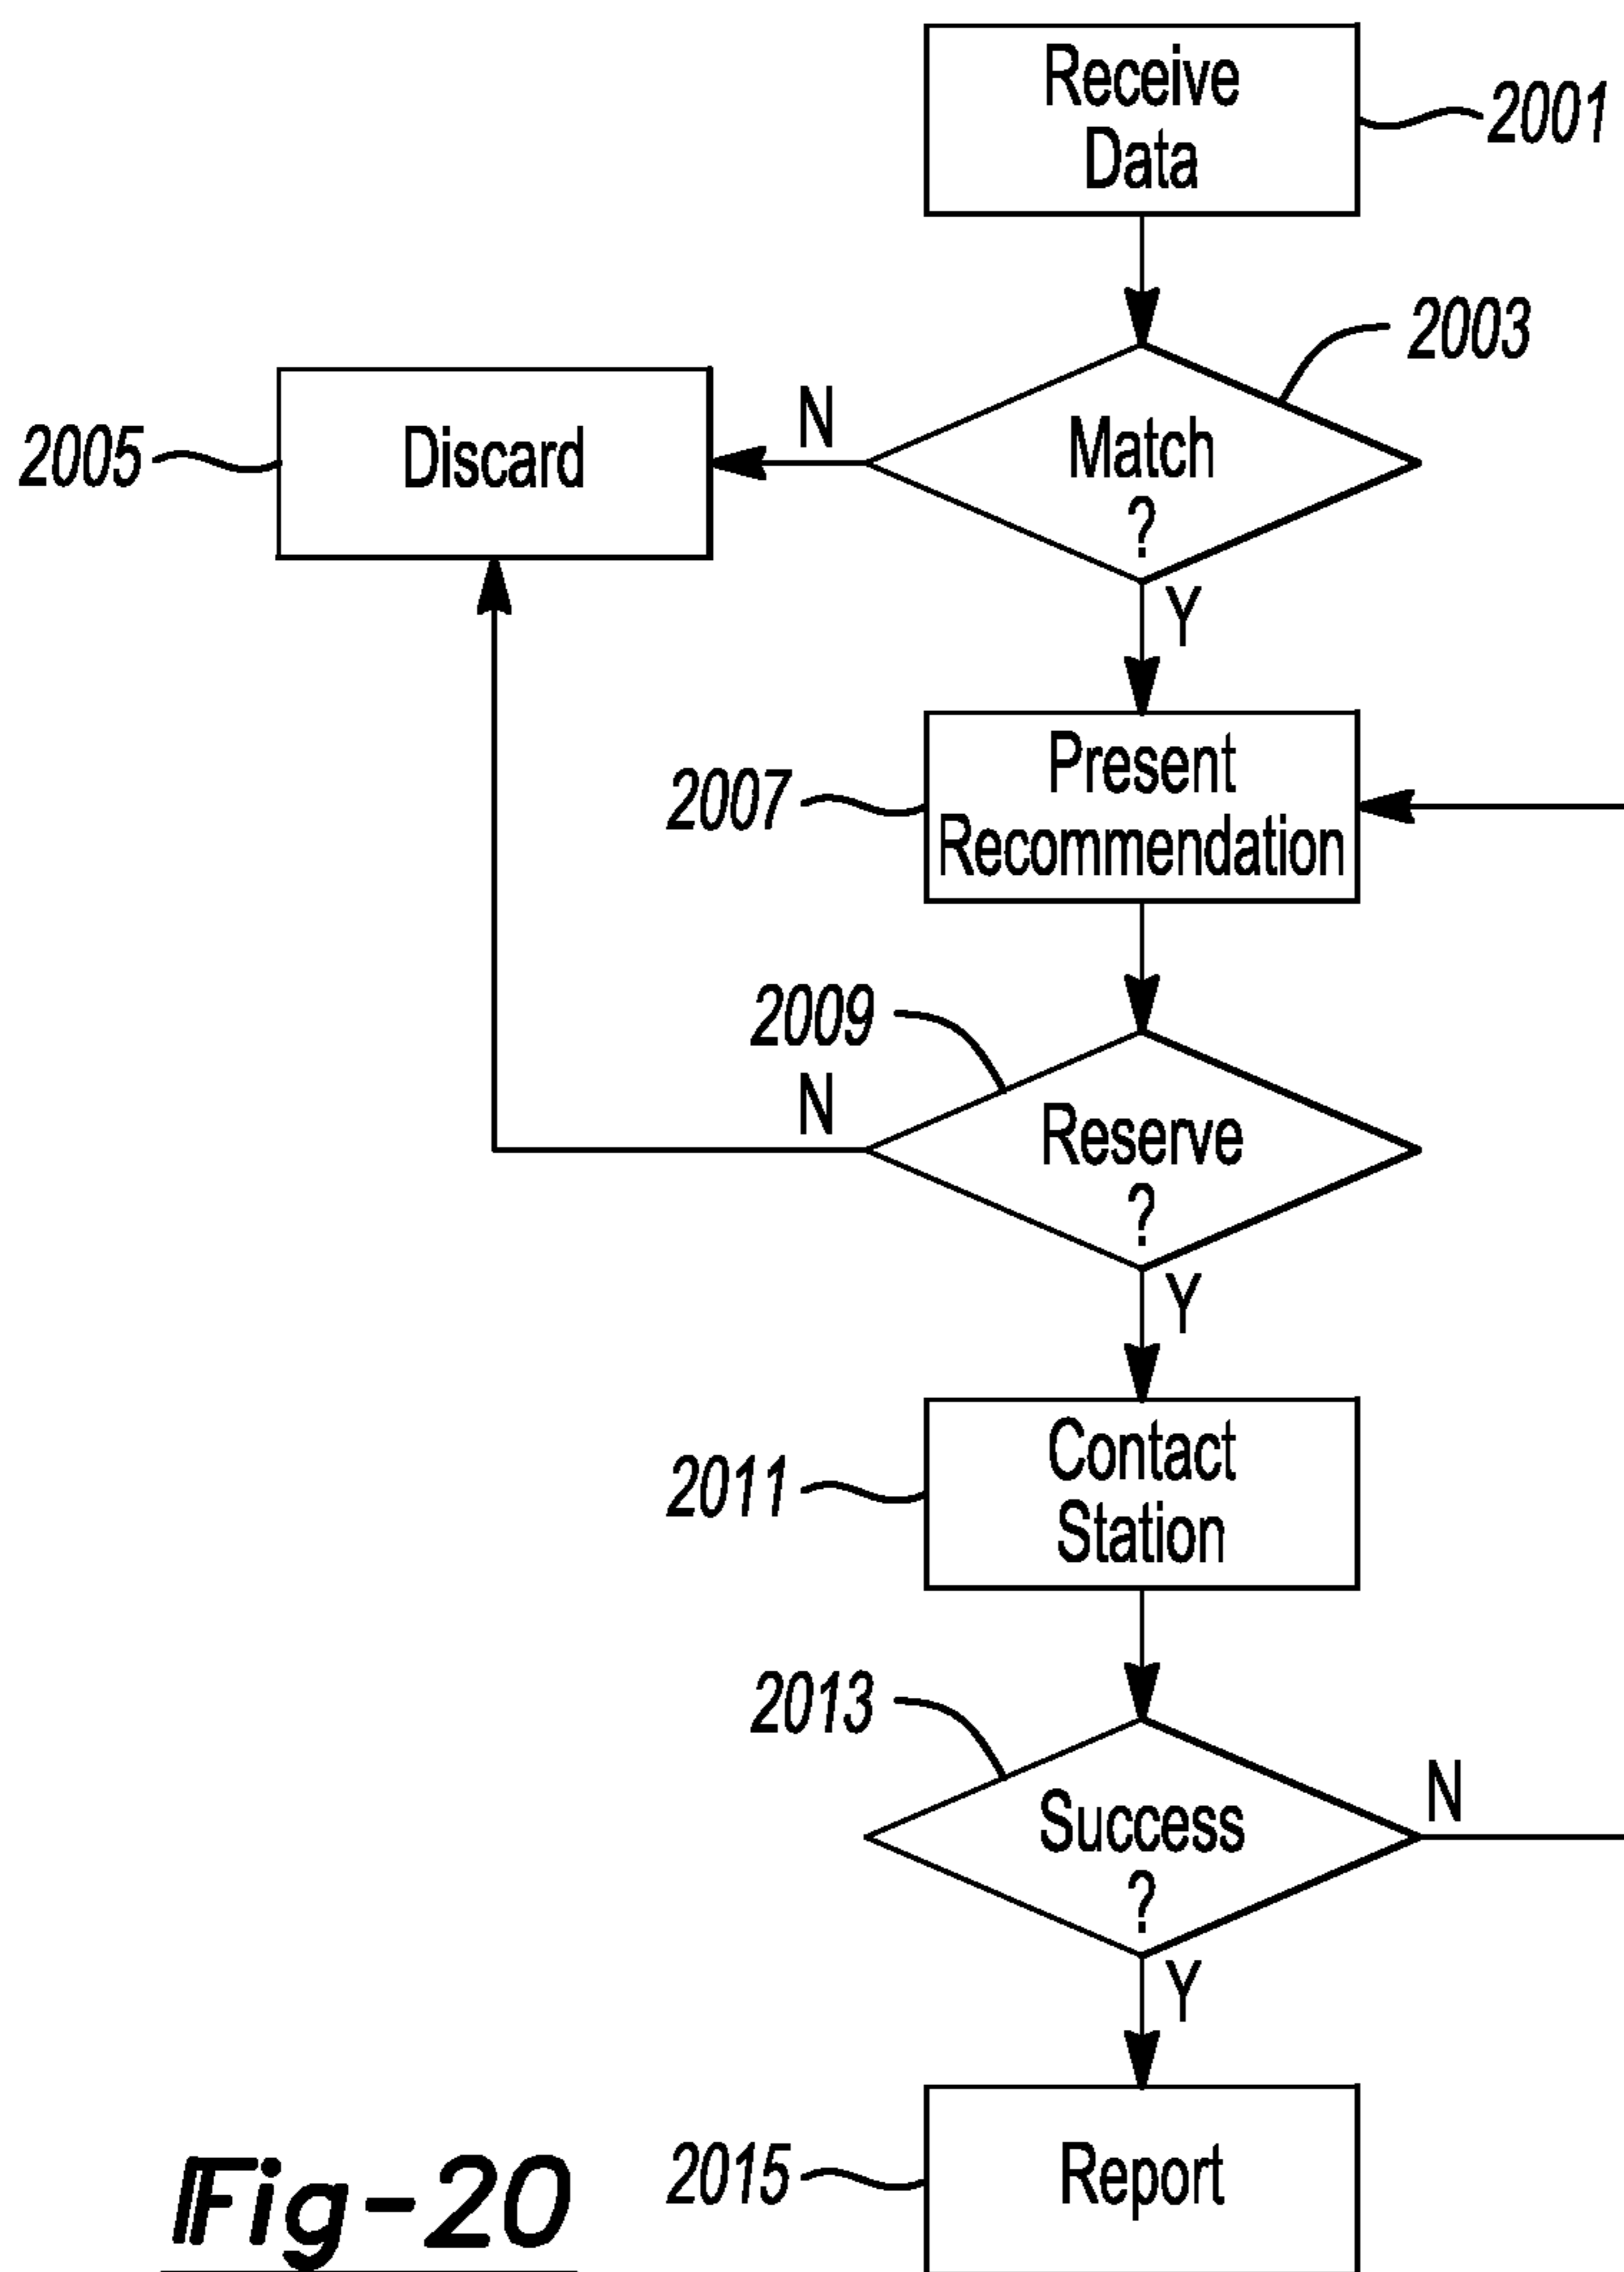 Receive
Data
2001
2003
N
Match
?
2005
Discard
Y
2007
Present
Recommendation
2009
N
Reserve
?
Y
2011
Contact
Station
2013
N
Success
?
Y
2015
Report
Fig-20